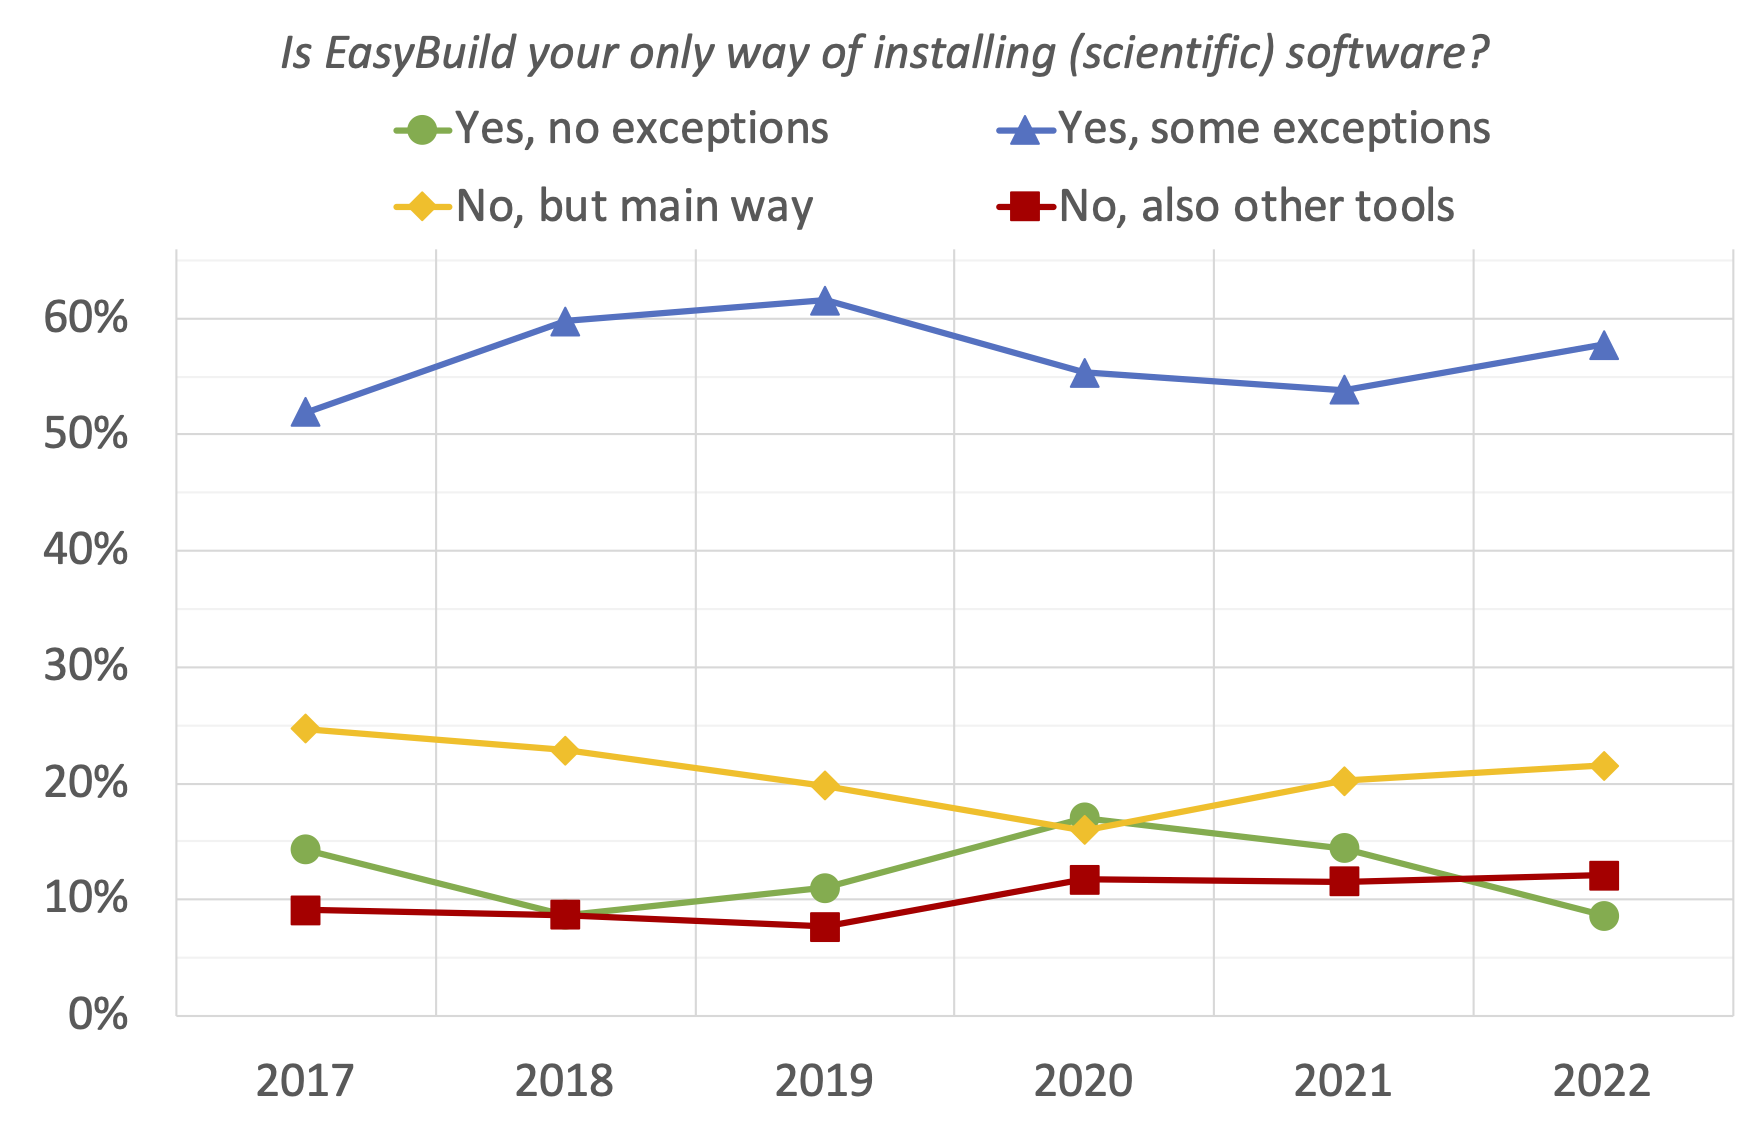 Is EasyBuild your only way of installing (scientific) software?
Yes, no exceptions
Yes, some exceptions
No, but main way
No, also other tools
60%
50%
40%
30%
20%
10%
0%
2017 2018 2019 2020 2021 2022